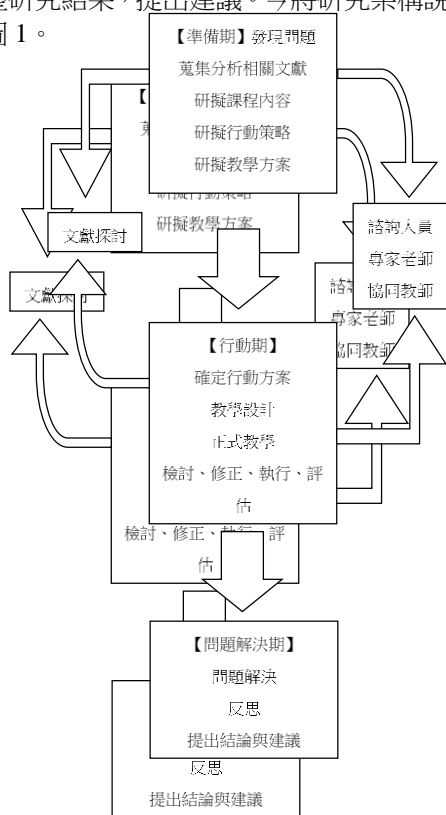 研究結果，提出建議。今將研究架構說
圖 1。
【準備期】發現問題
蒐集分析相關文獻
研擬課程內容
研擬行動策略
研擬教學方案
【
研擬行動策略
研擬教學方案
文獻探討
文獻探討
諮詢人員
專家老師
協同教師
諮
專家老師
協同教師
【行動期】
確定行動方案
教學設計
正式教學
檢討、修正、執行、評
估
檢討、修正、執行、評
估
【問題解決期】
問題解決
反思
提出結論與建議
反思
提出結論與建議